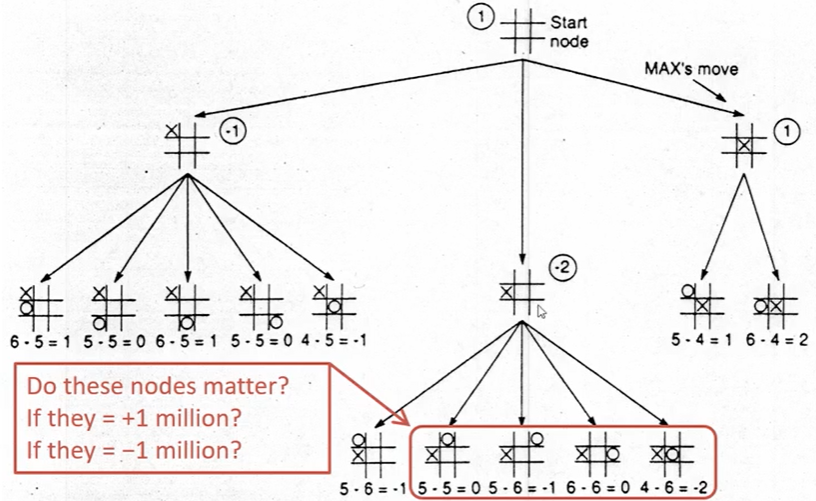 1
Start
node
MAX's move
-1
1
-2
6 - 5 = 1 5 - 5 = 0 6 - 5 = 1 5 - 5 = 0 4 - 5 = -1
5 - 4 = 1 6 - 4 = 2
Do these nodes matter?
If they = +1 million?
If they = −1 million?
5 - 6 = -1 5 - 5 = 0 5 - 6 = -1 6 - 6 = 0 4 - 6 = -2